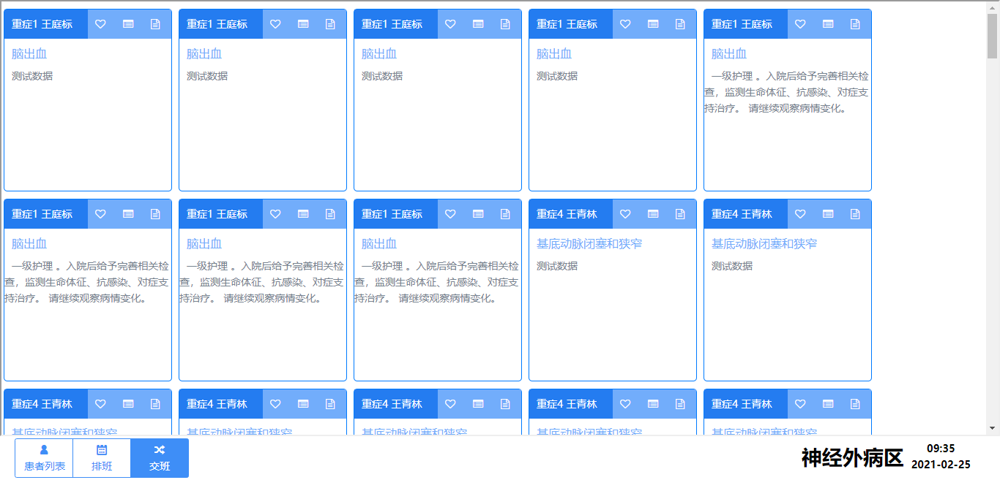 重症1 王庭标
重症1 王庭标
重症1 王庭标
重症1 王庭标
重症1 王庭标
脑出血
脑出血
脑出血
脑出血
脑出血
测试数据
测试数据
测试数据
测试数据
一级护理 。入院后给予完善相关检
查，监测生命体征、抗感染、对症支
持治疗。 请继续观察病情变化。
重症1 王庭标
重症1 王庭标
重症1 王庭标
重症4 王青林
重症4 王青林
脑出血
脑出血
脑出血
基底动脉闭塞和狭窄
基底动脉闭塞和狭窄
一级护理 。入院后给予完善相关检
查，监测生命体征、抗感染、对症支
持治疗。 请继续观察病情变化。
一级护理 。入院后给予完善相关检
查，监测生命体征、抗感染、对症支
持治疗。 请继续观察病情变化。
一级护理 。入院后给予完善相关检
查，监测生命体征、抗感染、对症支
持治疗。 请继续观察病情变化。
测试数据
测试数据
重症4 王青林
重症4 王青林
重症4 王青林
重症4 王青林
重症4 王青林
基底动脉闭塞和狭窄
基底动脉闭塞和狭窄
基底动脉闭塞和狭窄
基底动脉闭塞和狭窄
基底动脉闭塞和狭窄
患者列表
排班
交班
神经外病区
09:35
2021-02-25